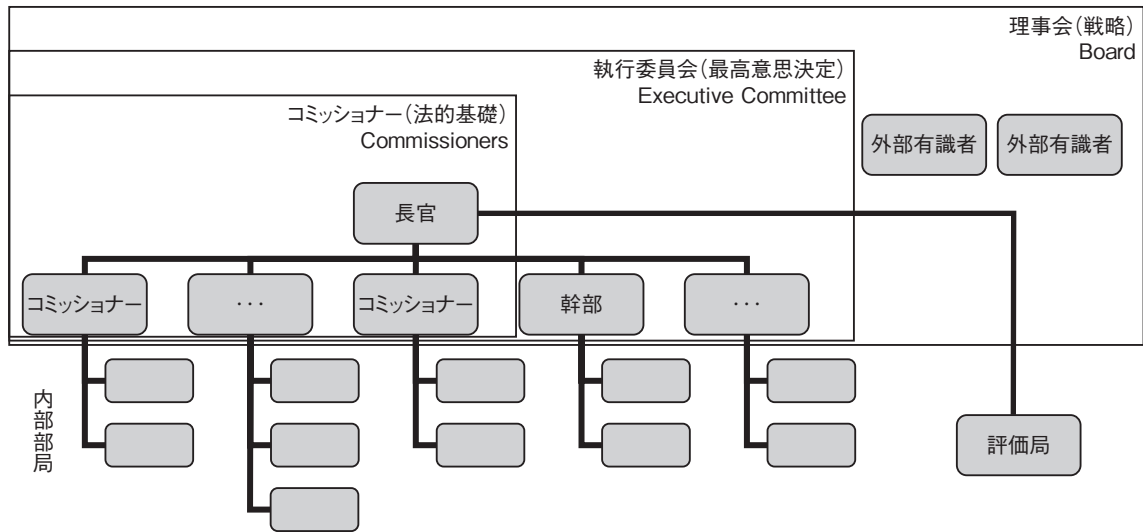 理事会(戦略)
Board
執行委員会(最高意思決定)
Executive Committee
コミッショナー(法的基礎)
Commissioners
外部有識者
外部有識者
長官
コミッショナー
・・・
コミッショナー
幹部
・・・
内部部局
評価局